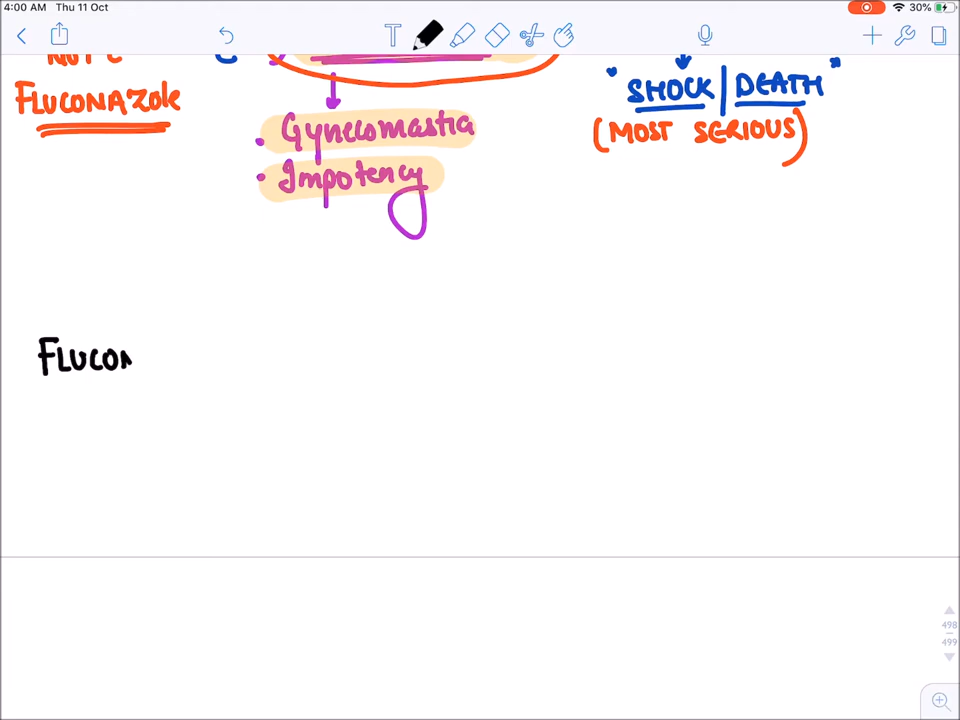 4:00 AM Thu 11 Oct 30%
FLUCONAZOLE
"SHOCK | DEATH"
(MOST SERIOUS)
• Gynecomastia
• Impotency
FLUCON
498
499